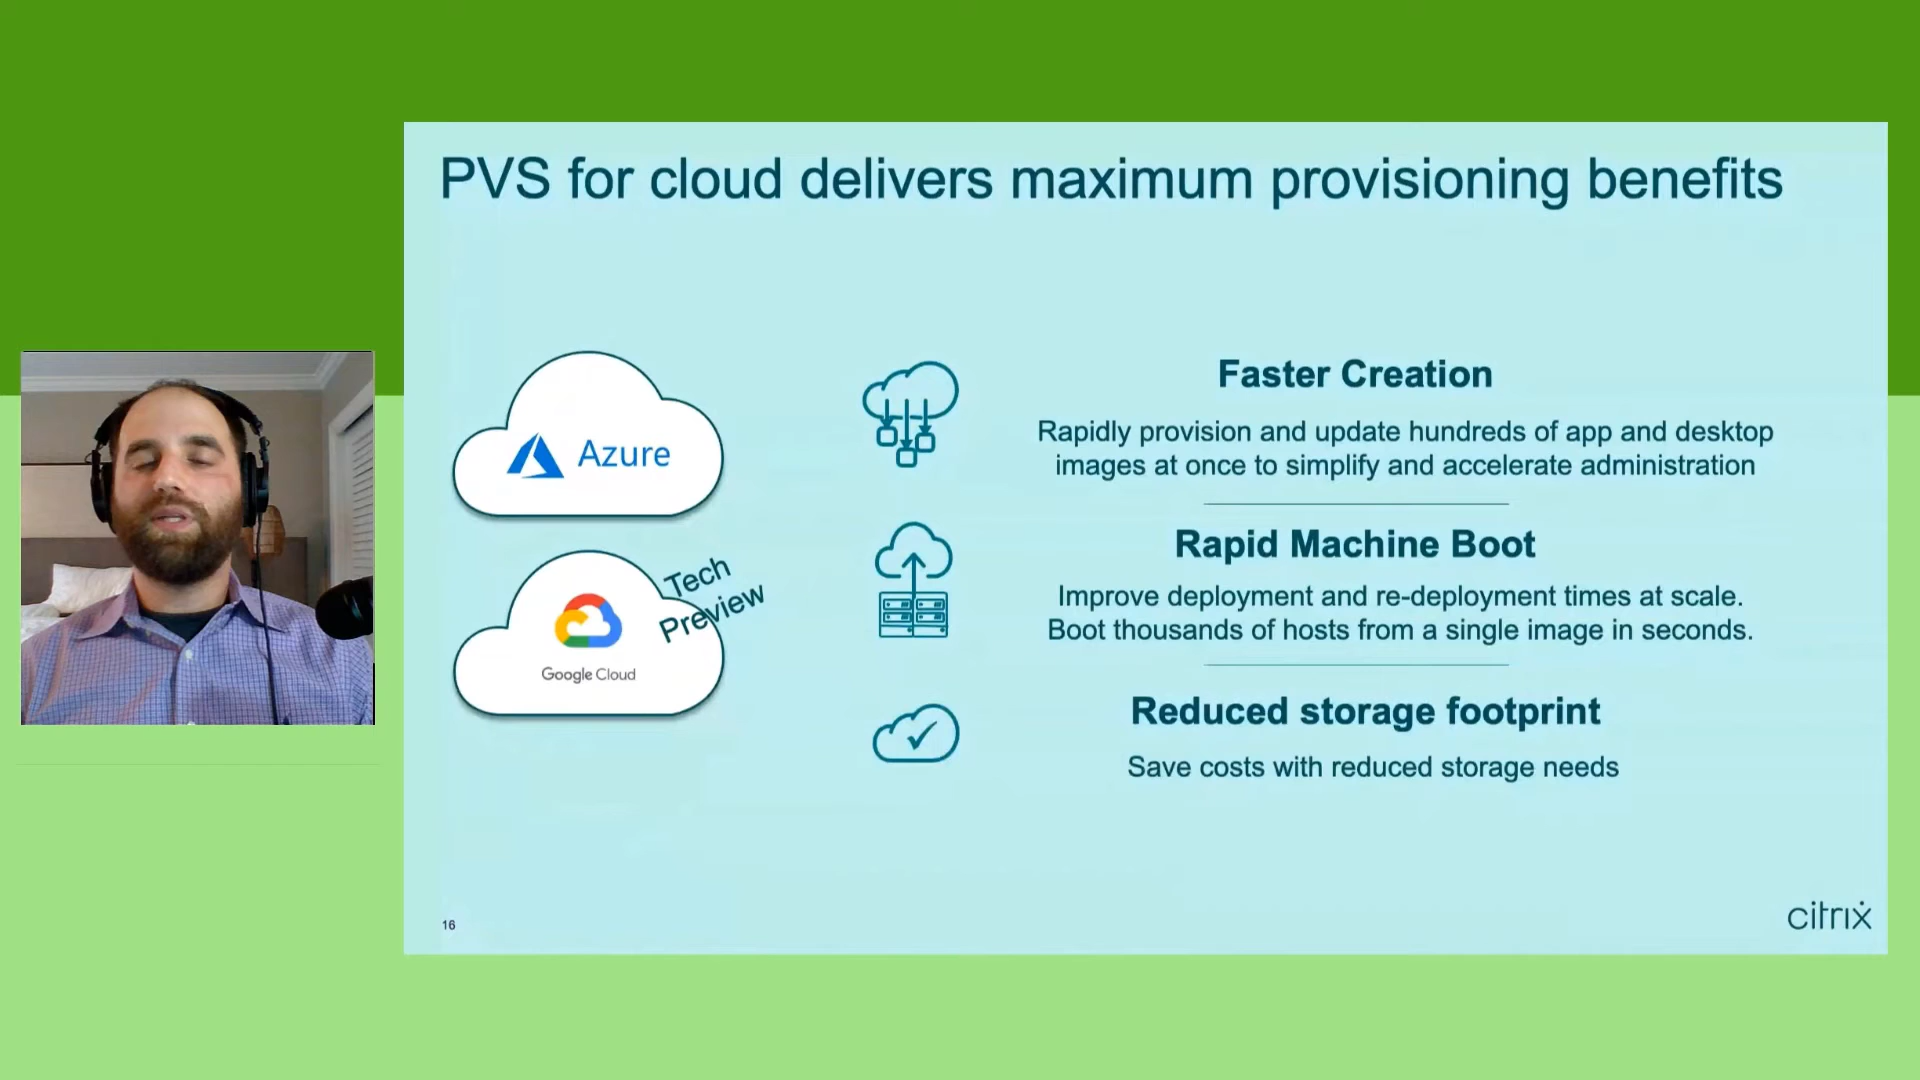 PVS for cloud delivers maximum provisioning benefits
Azure
Tech
Preview
Google Cloud
Faster Creation
Rapidly provision and update hundreds of app and desktop
images at once to simplify and accelerate administration
Rapid Machine Boot
Improve deployment and re-deployment times at scale.
Boot thousands of hosts from a single image in seconds.
Reduced storage footprint
Save costs with reduced storage needs
16
citrix